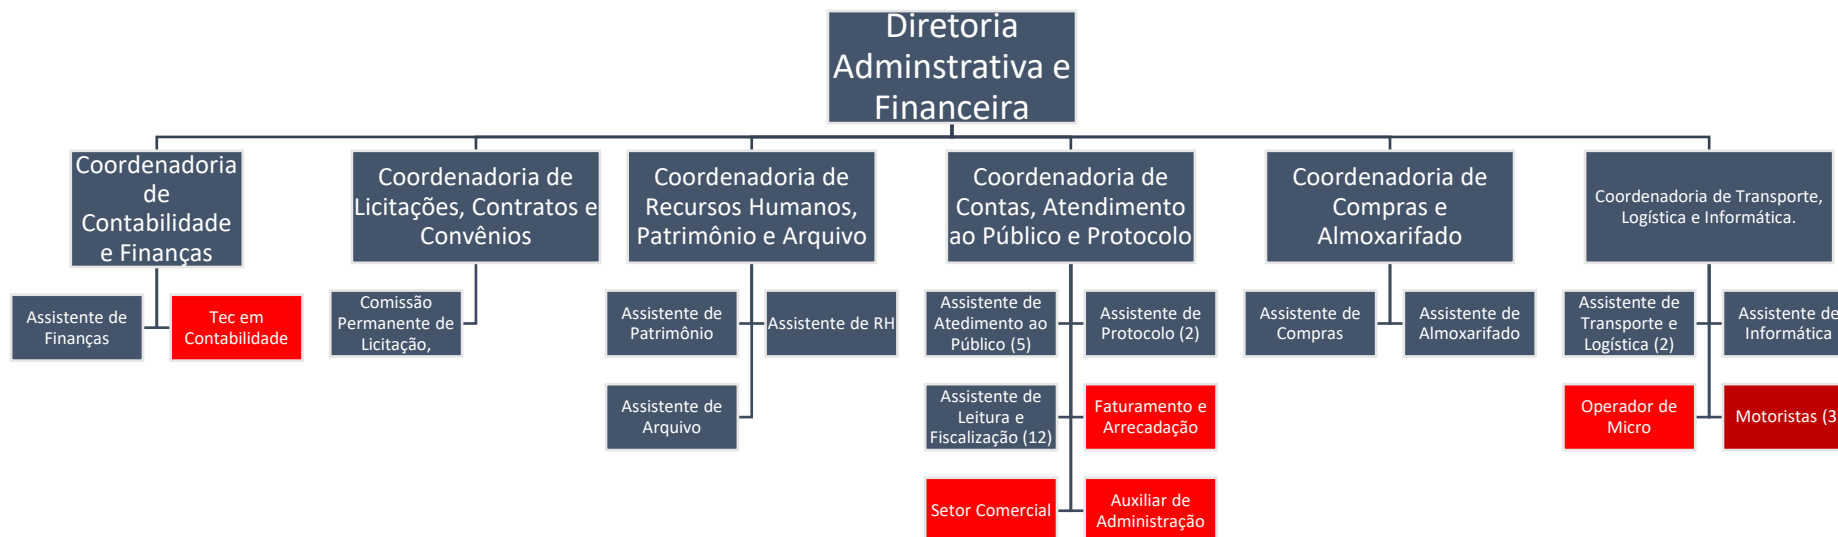 Diretoria
Adminstrativa e
Financeira
Coordenadoria
de
Contabilidade
e Finanças
Coordenadoria de
Licitações, Contratos e
Convênios
Coordenadoria de
Recursos Humanos,
Patrimônio e Arquivo
Coordenadoria de
Contas, Atendimento
ao Público e Protocolo
Coordenadoria de
Compras e
Almoxarifado
Coordenadoria de Transporte,
Logística e Informática.
Assistente de
Finanças
Tec em
Contabilidade
Comissão
Permanente de
Licitação,
Assistente de
Patrimônio
Assistente de RH
Assistente de
Arquivo
Assistente de
Atedimento ao
Público (5)
Assistente de
Protocolo (2)
Assistente de
Leitura e
Fiscalização (12)
Faturamento e
Arrecadação
Setor Comercial
Auxiliar de
Administração
Assistente de
Compras
Assistente de
Almoxarifado
Assistente de
Transporte e
Logística (2)
Assistente de
Informática
Operador de
Micro
Motoristas (3